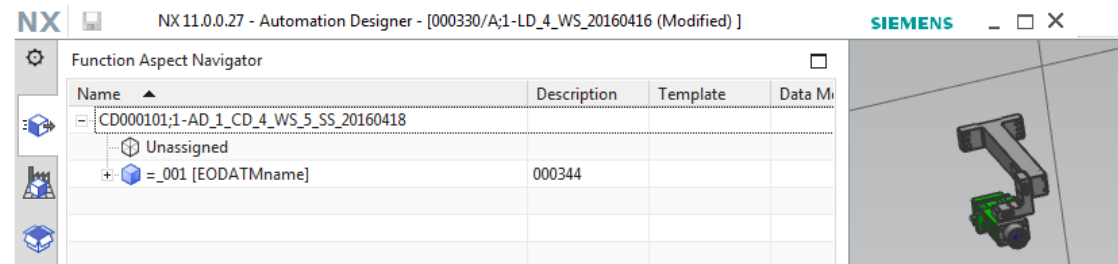 NX NX 11.0.0.27 - Automation Designer - [000330/A;1-LD_4_WS_20160416 (Modified) ] SIEMENS
Function Aspect Navigator
Name Description Template Data M
CD000101;1-AD_1_CD_4_WS_5_SS_20160418
Unassigned
=_001 [EODATMname] 000344